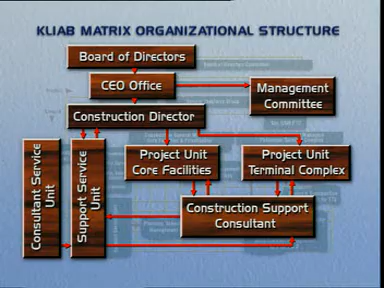 KLIAB MATRIX ORGANIZATIONAL STRUCTURE
Board of Directors
CEO Office
Management
Committee
Construction Director
Consultant Service
Unit
Support Service
Unit
Project Unit
Core Facilities
Project Unit
Terminal Complex
Construction Support
Consultant